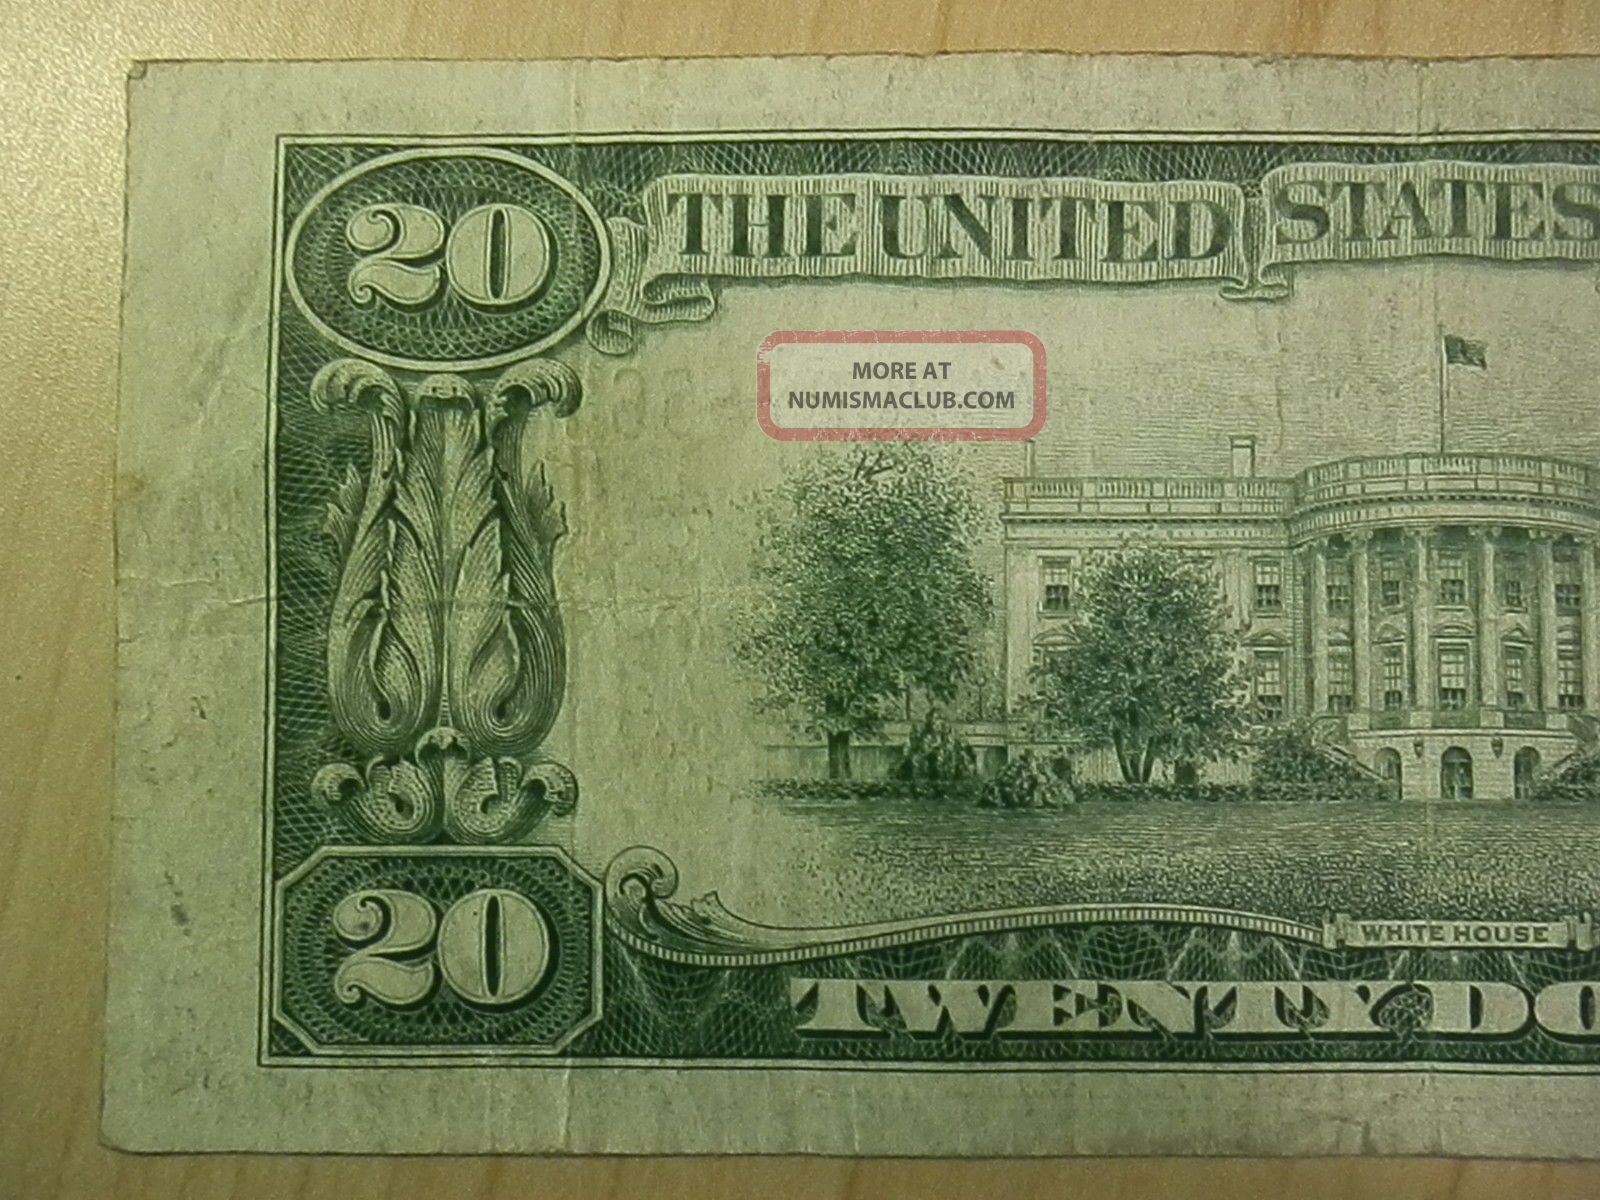 20
THE UNITED STATES
MORE AT
NUMISMACLUB.COM
20
WHITE HOUSE
TWENTY DO